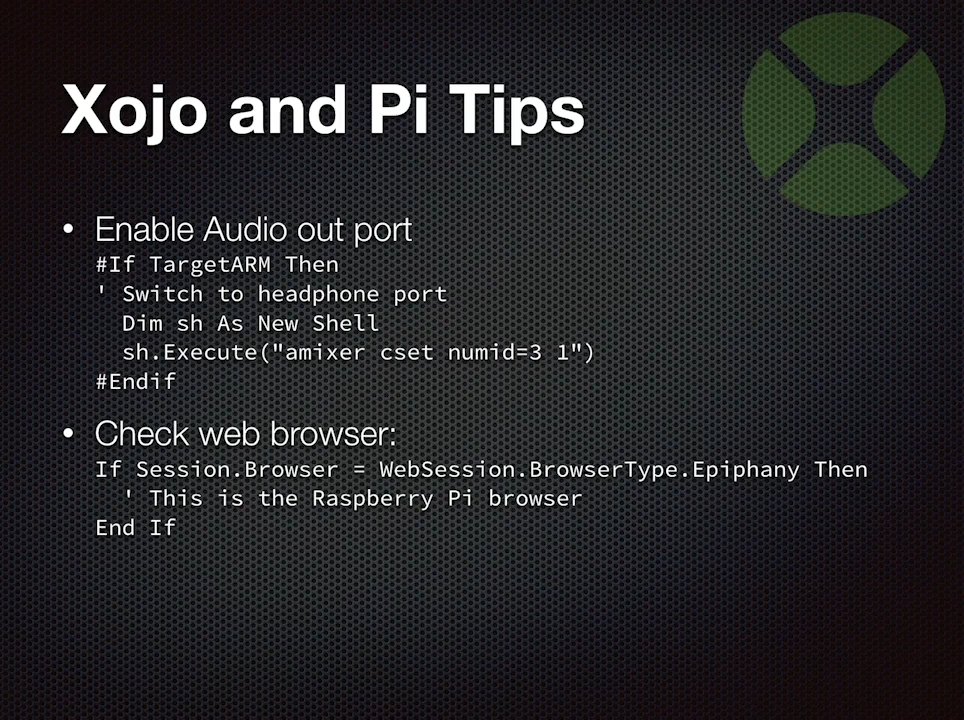 Xojo and Pi Tips
• Enable Audio out port
#If TargetARM Then
' Switch to headphone port
Dim sh As New Shell
sh.Execute("amixer cset numid=3 1")
#Endif
• Check web browser:
If Session.Browser = WebSession.BrowserType.Epiphany Then
' This is the Raspberry Pi browser
End If